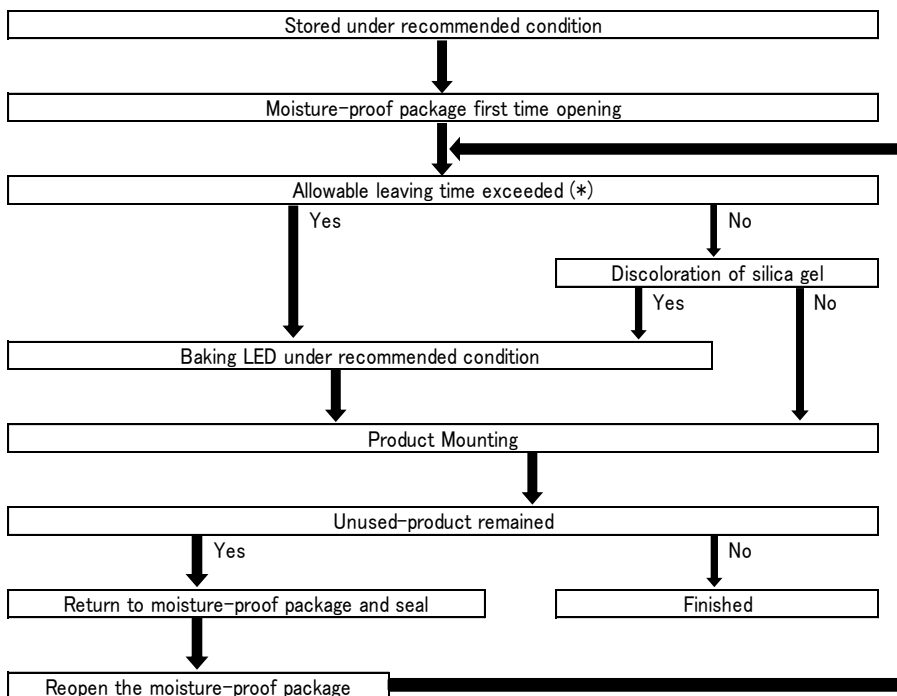 Stored under recommended condition
Moisture-proof package first time opening
Allowable leaving time exceeded (*)
Yes
No
Discoloration of silica gel
Yes
No
Baking LED under recommended condition
Product Mounting
Unused-product remained
Yes
No
Return to moisture-proof package and seal
Finished
Reopen the moisture-proof package